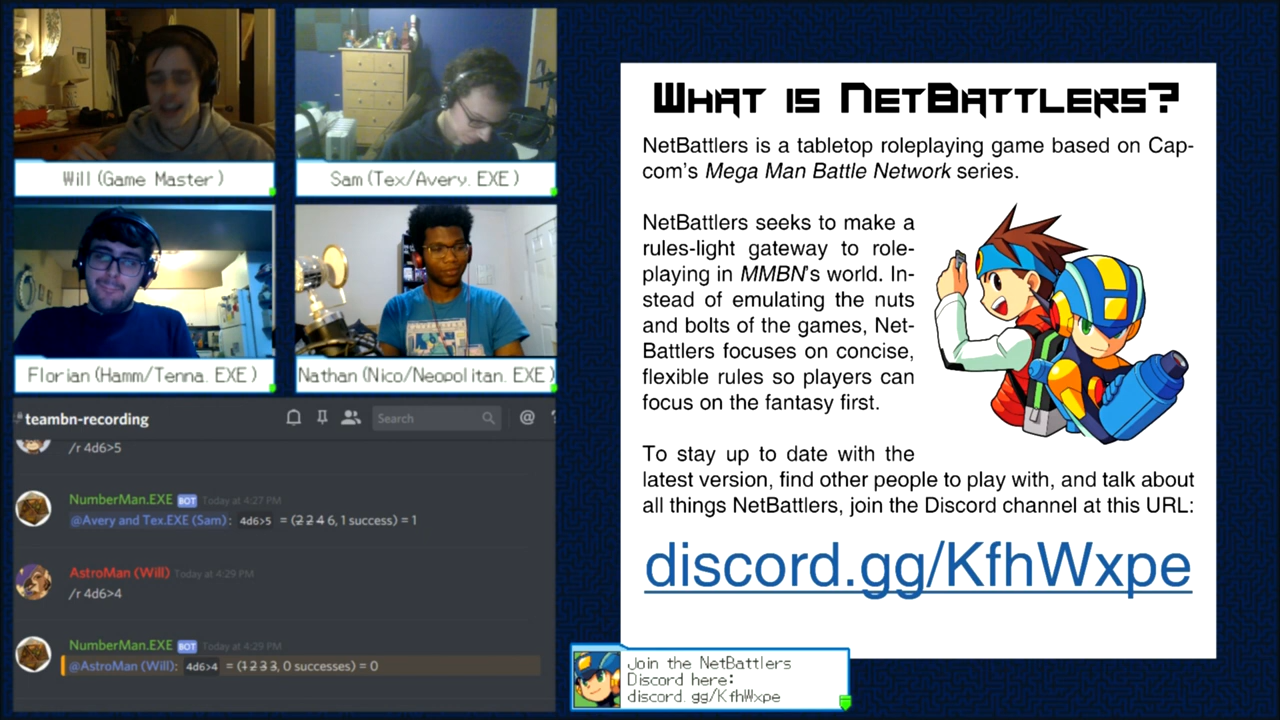 Will (Game Master)
Sam (Tex/Avery. EXE)
Florian (Hamm/Tenna. EXE)
Nathan (Nico/Neopolitan. EXE)
teambn-recording
Search
/r 4d6>5
NumberMan.EXE BOT Today at 4:27 PM
@Avery and Tex.EXE (Sam): 4d6>5 = (2 2 4 6, 1 success) = 1
AstroMan (Will) Today at 4:29 PM
/r 4d6>4
NumberMan.EXE BOT Today at 4:29 PM
@AstroMan (Will): 4d6>4 = (1 2 3 3, 0 successes) = 0
WHAT IS NETBATTLERS?
NetBattlers is a tabletop roleplaying game based on Cap-
com's Mega Man Battle Network series.
NetBattlers seeks to make a
rules-light gateway to role-
playing in MMBN's world. In-
stead of emulating the nuts
and bolts of the games, Net-
Battlers focuses on concise,
flexible rules so players can
focus on the fantasy first.
To stay up to date with the
latest version, find other people to play with, and talk about
all things NetBattlers, join the Discord channel at this URL:
discord.gg/KfhWxpe
Join the NetBattlers
Discord here:
discord. gg/KfhWxpe